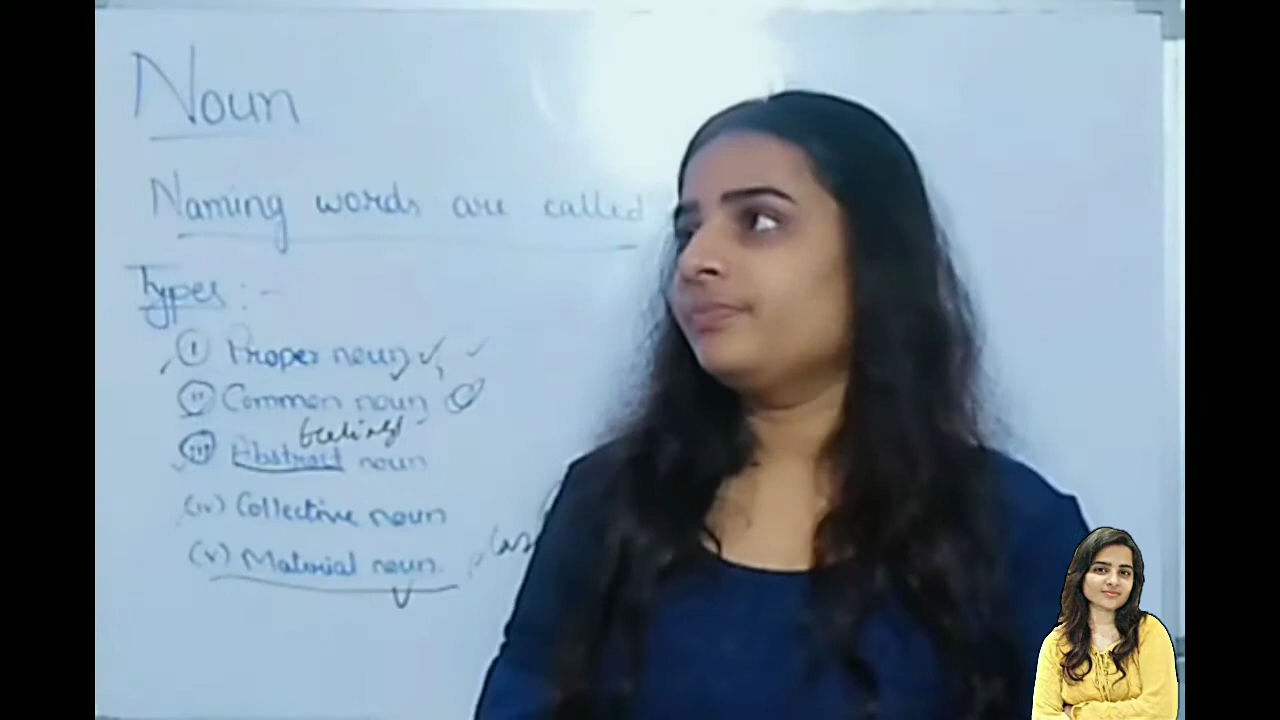 Noun
Naming words are called
Types :-
(i) Proper noun
(ii) Common noun
feelings
(iii) Abstract noun
(iv) Collective noun
(v) Material noun.